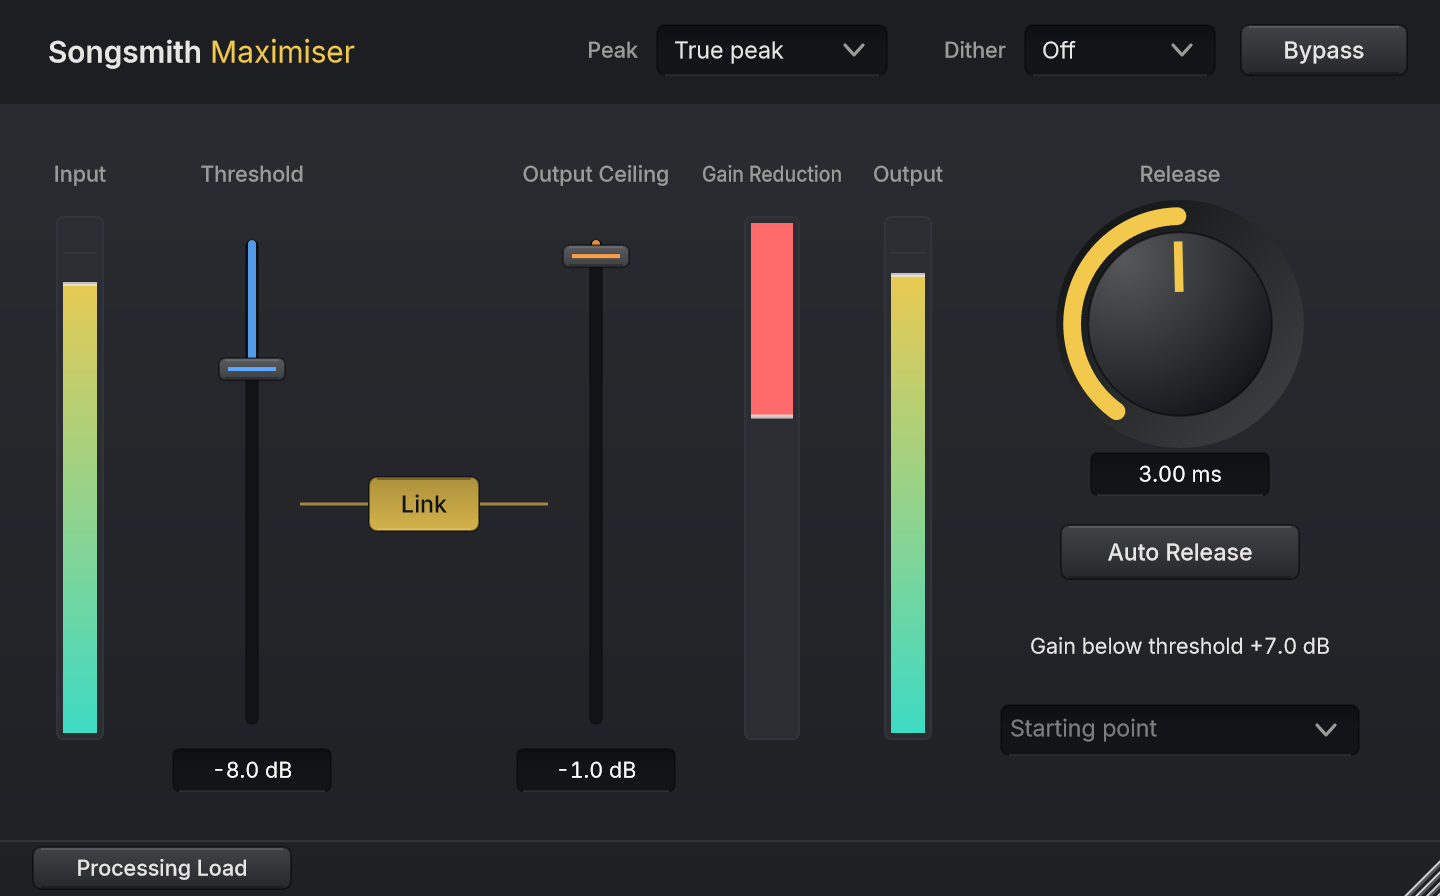 Songsmith Maximiser
Peak True peak
Dither Off
Bypass
Input
Threshold
Output Ceiling
Gain Reduction
Output
Release
3.00 ms
Link
Auto Release
Gain below threshold +7.0 dB
Starting point
-8.0 dB
-1.0 dB
Processing Load